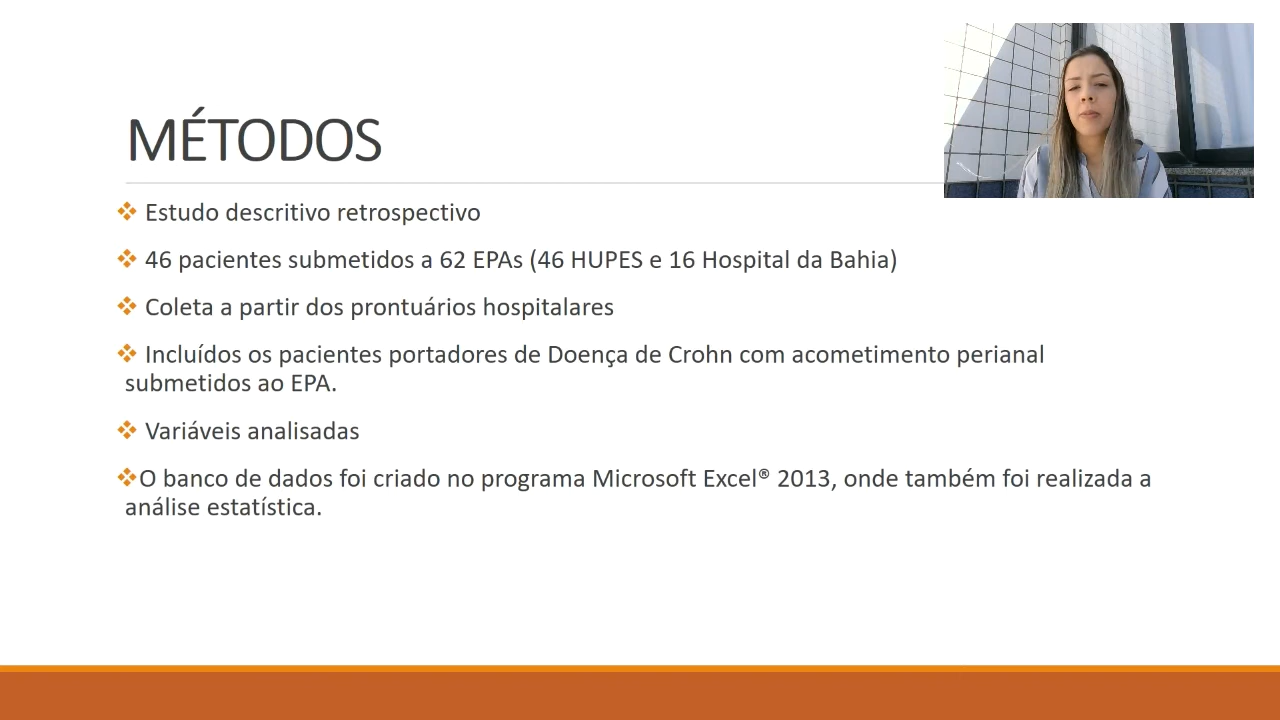 MÉTODOS
Estudo descritivo retrospectivo
46 pacientes submetidos a 62 EPAs (46 HUPES e 16 Hospital da Bahia)
Coleta a partir dos prontuários hospitalares
Incluídos os pacientes portadores de Doença de Crohn com acometimento perianal
submetidos ao EPA.
Variáveis analisadas
O banco de dados foi criado no programa Microsoft Excel® 2013, onde também foi realizada a
análise estatística.